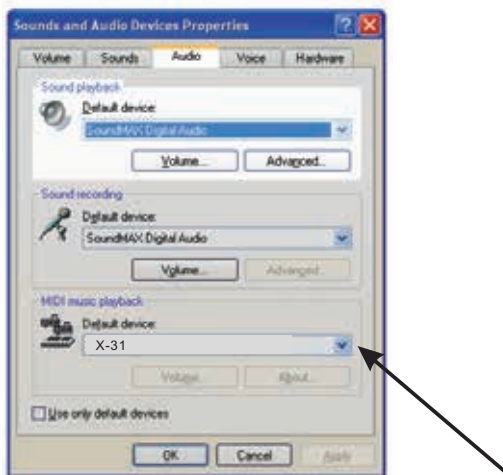 Sounds and Audio Devices Properties
Volume Sounds Audio Voice Hardware
Sound playback
Default device:
SoundMAX Digital Audio
Volume... Advanced...
Sound recording
Default device:
SoundMAX Digital Audio
Volume... Advanced...
MIDI music playback
Default device:
X-31
Volume... About...
Use only default devices
OK Cancel Apply